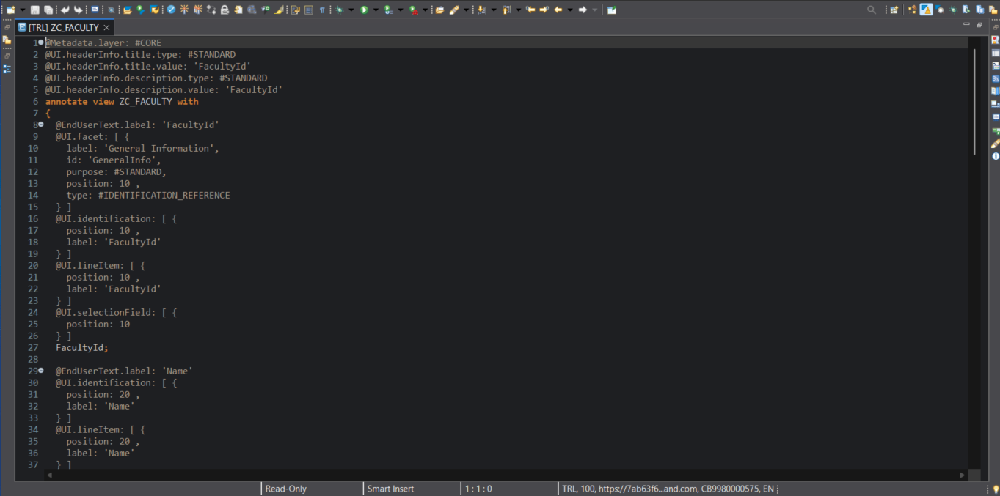 [TRL] ZC_FACULTY
1 @Metadata.layer: #CORE
2 @UI.headerInfo.title.type: #STANDARD
3 @UI.headerInfo.title.value: 'FacultyId'
4 @UI.headerInfo.description.type: #STANDARD
5 @UI.headerInfo.description.value: 'FacultyId'
6 annotate view ZC_FACULTY with
7 {
8 @EndUserText.label: 'FacultyId'
9 @UI.facet: [ {
10 label: 'General Information',
11 id: 'GeneralInfo',
12 purpose: #STANDARD,
13 position: 10 ,
14 type: #IDENTIFICATION_REFERENCE
15 } ]
16 @UI.identification: [ {
17 position: 10 ,
18 label: 'FacultyId'
19 } ]
20 @UI.lineItem: [ {
21 position: 10 ,
22 label: 'FacultyId'
23 } ]
24 @UI.selectionField: [ {
25 position: 10
26 } ]
27 FacultyId;
28
29 @EndUserText.label: 'Name'
30 @UI.identification: [ {
31 position: 20 ,
32 label: 'Name'
33 } ]
34 @UI.lineItem: [ {
35 position: 20 ,
36 label: 'Name'
37 } ]
Read-Only Smart Insert 1 : 1 : 0 TRL, 100, https://7ab63f6...and.com, CB9980000575, EN